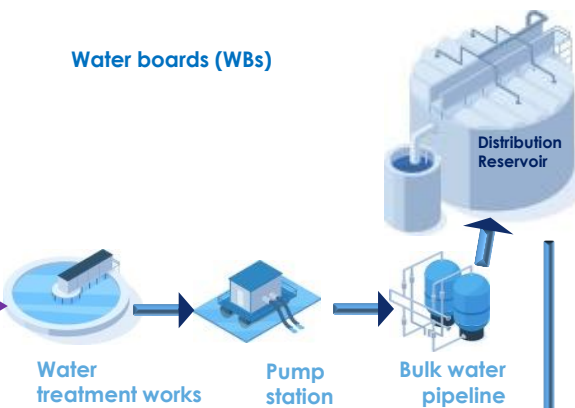 Water boards (WBs)
Distribution
Reservoir
Water
treatment works
Pump
station
Bulk water
pipeline